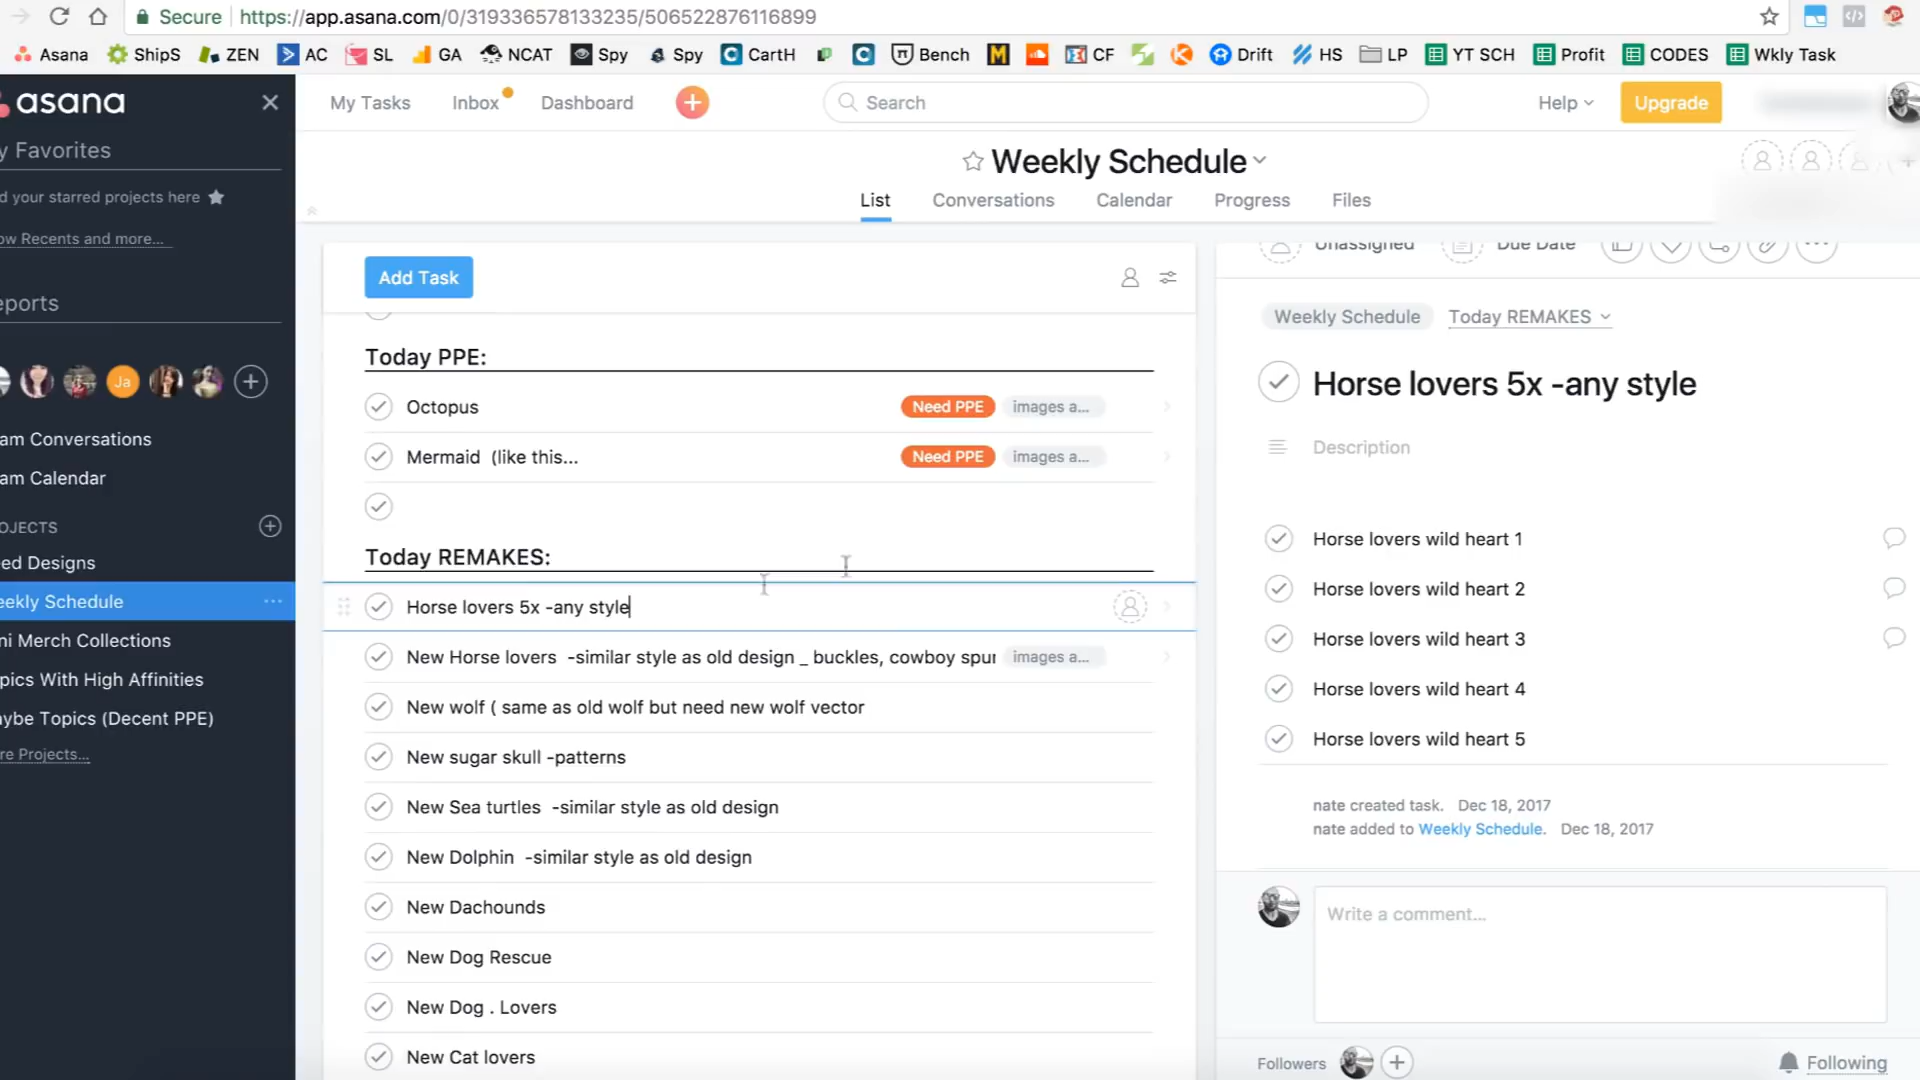 Secure https://app.asana.com/0/319336578133235/506522876116899
Asana ShipS ZEN AC SL GA NCAT Spy Spy CartH Bench CF Drift HS LP YT SCH Profit CODES Wkly Task
asana
My Tasks Inbox Dashboard Search Help Upgrade
y Favorites
d your starred projects here
ow Recents and more...
eports
Ja
am Conversations
am Calendar
OJECTS
ed Designs
eekly Schedule
ni Merch Collections
pics With High Affinities
aybe Topics (Decent PPE)
re Projects...
Weekly Schedule
List Conversations Calendar Progress Files
Add Task
Today PPE:
Octopus Need PPE images a...
Mermaid (like this... Need PPE images a...
Today REMAKES:
Horse lovers 5x -any style
New Horse lovers -similar style as old design _ buckles, cowboy spur images a...
New wolf ( same as old wolf but need new wolf vector
New sugar skull -patterns
New Sea turtles -similar style as old design
New Dolphin -similar style as old design
New Dachounds
New Dog Rescue
New Dog . Lovers
New Cat lovers
Unassigned Due Date
Weekly Schedule Today REMAKES
Horse lovers 5x -any style
Description
Horse lovers wild heart 1
Horse lovers wild heart 2
Horse lovers wild heart 3
Horse lovers wild heart 4
Horse lovers wild heart 5
nate created task. Dec 18, 2017
nate added to Weekly Schedule. Dec 18, 2017
Write a comment...
Followers Following